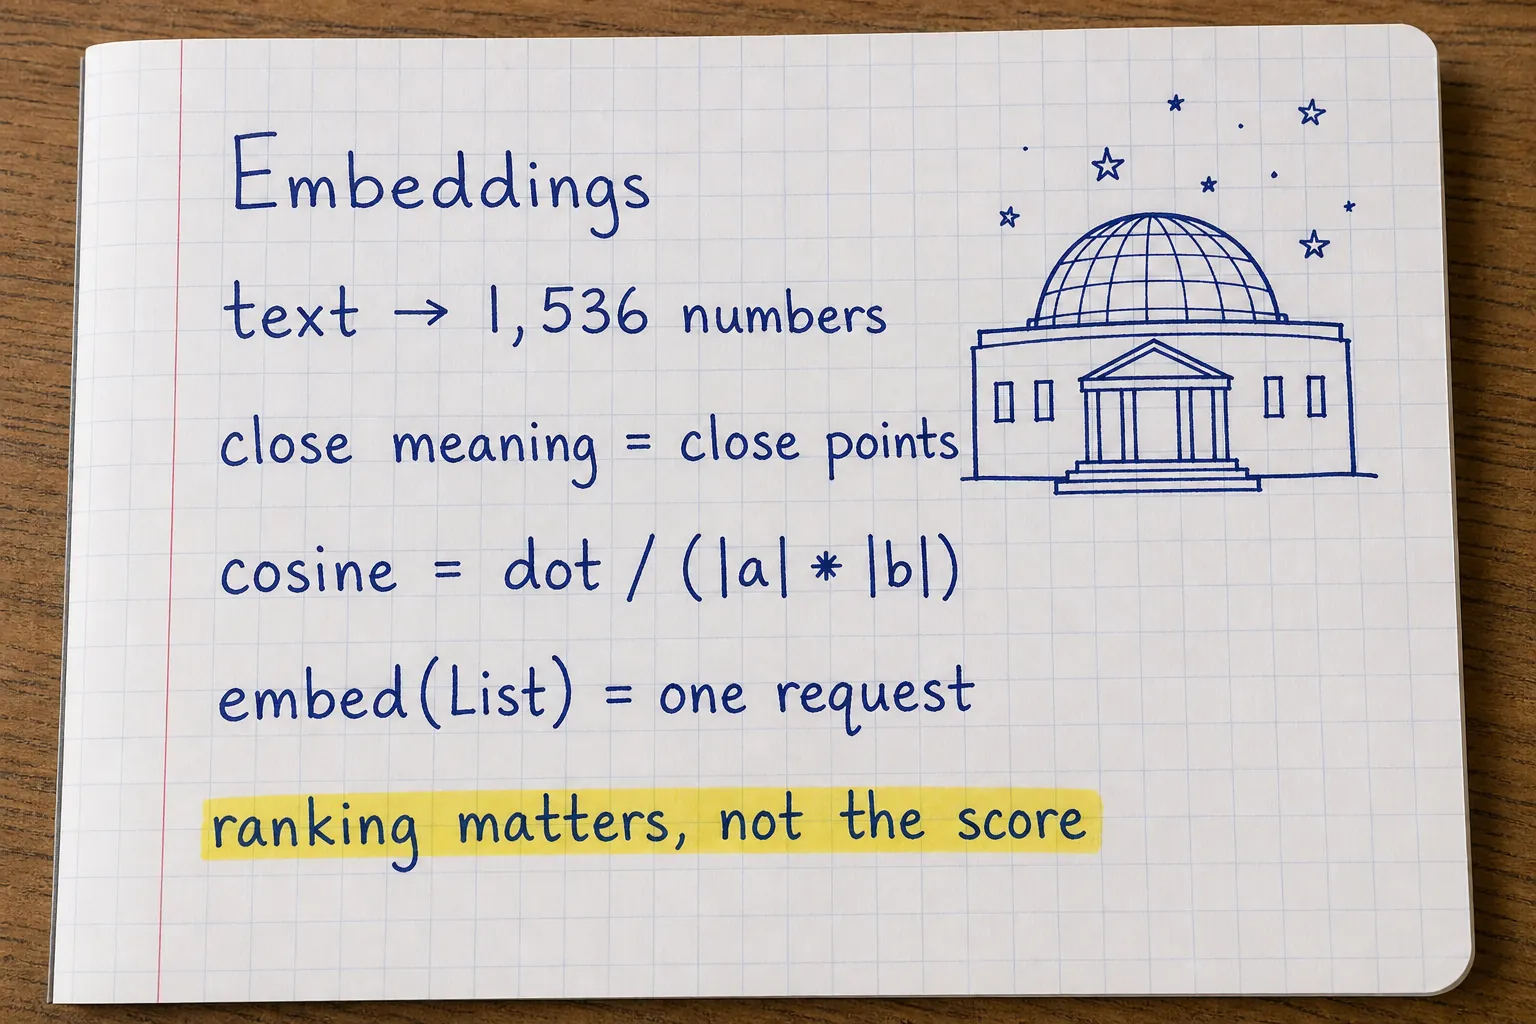 Embeddings
text → 1,536 numbers
close meaning = close points
cosine = dot / (|a| * |b|)
embed(List) = one request
ranking matters, not the score